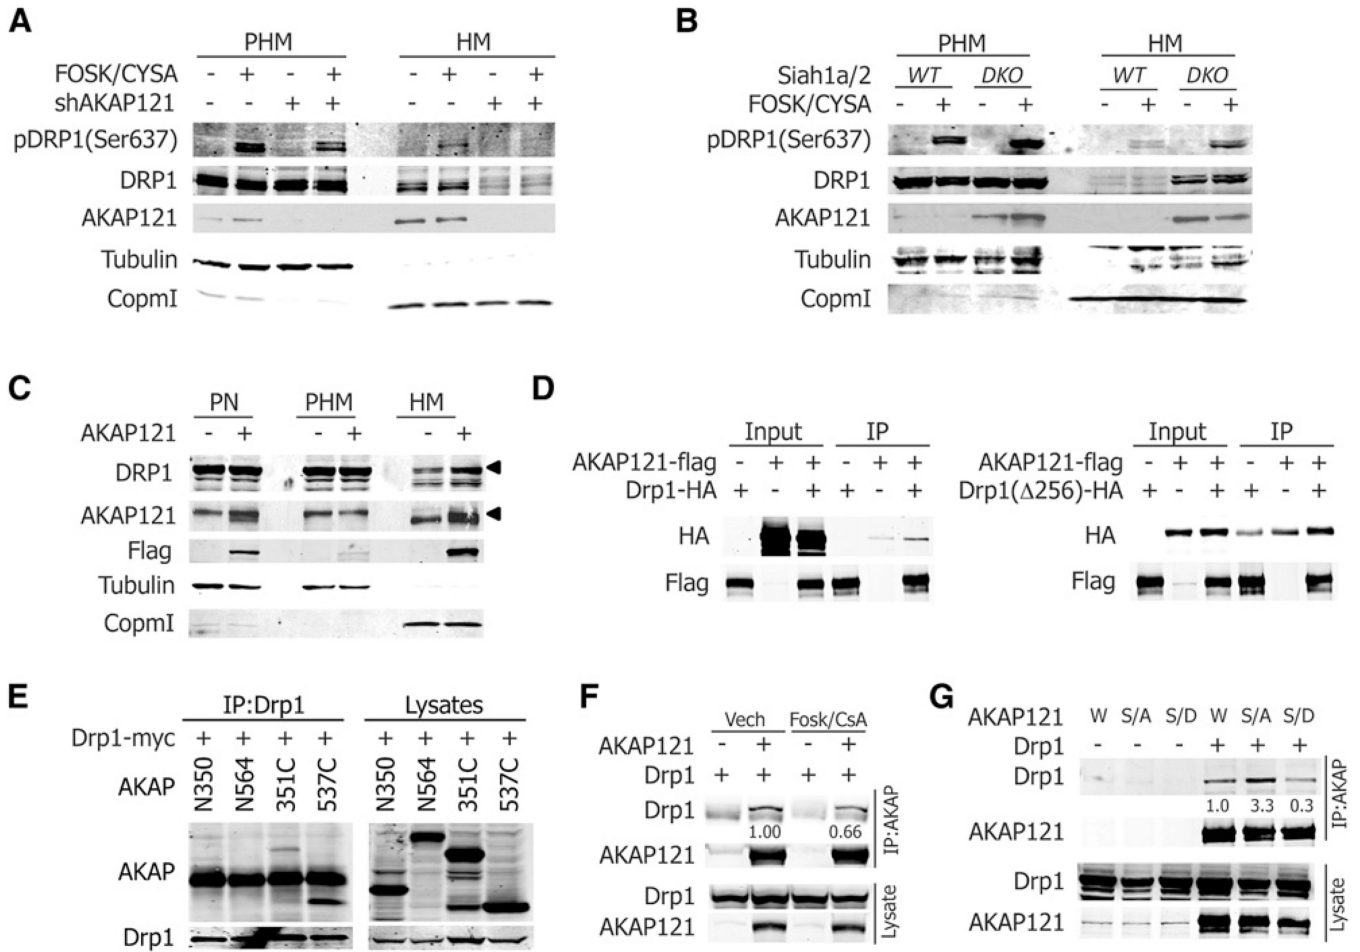 A
PHM HM
FOSK/CYSA - + - + - + - +
shAKAP121 - - + + - - + +
pDRP1(Ser637)
DRP1
AKAP121
Tubulin
CopmI
B
PHM HM
Siah1a/2 WT DKO WT DKO
FOSK/CYSA - + - + - + - +
pDRP1(Ser637)
DRP1
AKAP121
Tubulin
CopmI
C
PN PHM HM
AKAP121 - + - + - +
DRP1
AKAP121
Flag
Tubulin
CopmI
D
Input IP
AKAP121-flag - + + - + +
Drp1-HA + - + + - +
HA
Flag
Input IP
AKAP121-flag - + + - + +
Drp1(Δ256)-HA + - + + - +
HA
Flag
E
IP:Drp1 Lysates
Drp1-myc + + + + + + + +
AKAP N350 N564 351C 537C N350 N564 351C 537C
AKAP
Drp1
F
Vech Fosk/CsA
AKAP121 - + - +
Drp1 + + + +
Drp1
1.00 0.66
AKAP121
IP:AKAP
Drp1
AKAP121
Lysate
G
AKAP121 W S/A S/D W S/A S/D
Drp1 - - - + + +
Drp1
1.0 3.3 0.3
AKAP121
IP:AKAP
Drp1
AKAP121
Lysate